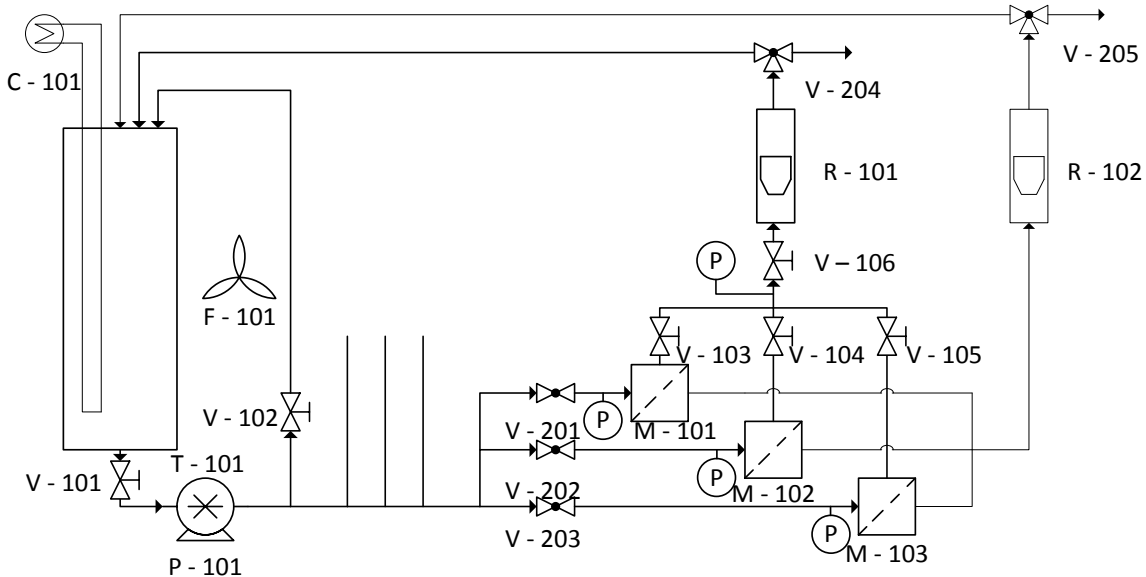 V - 205
C - 101
V - 204
R - 101
R - 102
P
V – 106
F - 101
V - 103
V - 104
V - 105
V - 102
P
V - 201
M - 101
T - 101
P
V - 101
V - 202
M - 102
P
V - 203
M - 103
P - 101